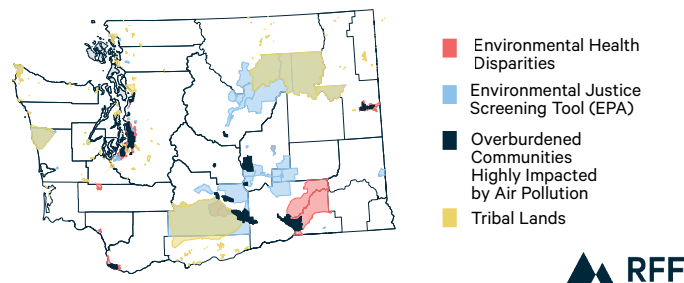 Environmental Health
Disparities
Environmental Justice
Screening Tool (EPA)
Overburdened
Communities
Highly Impacted
by Air Pollution
Tribal Lands
RFF